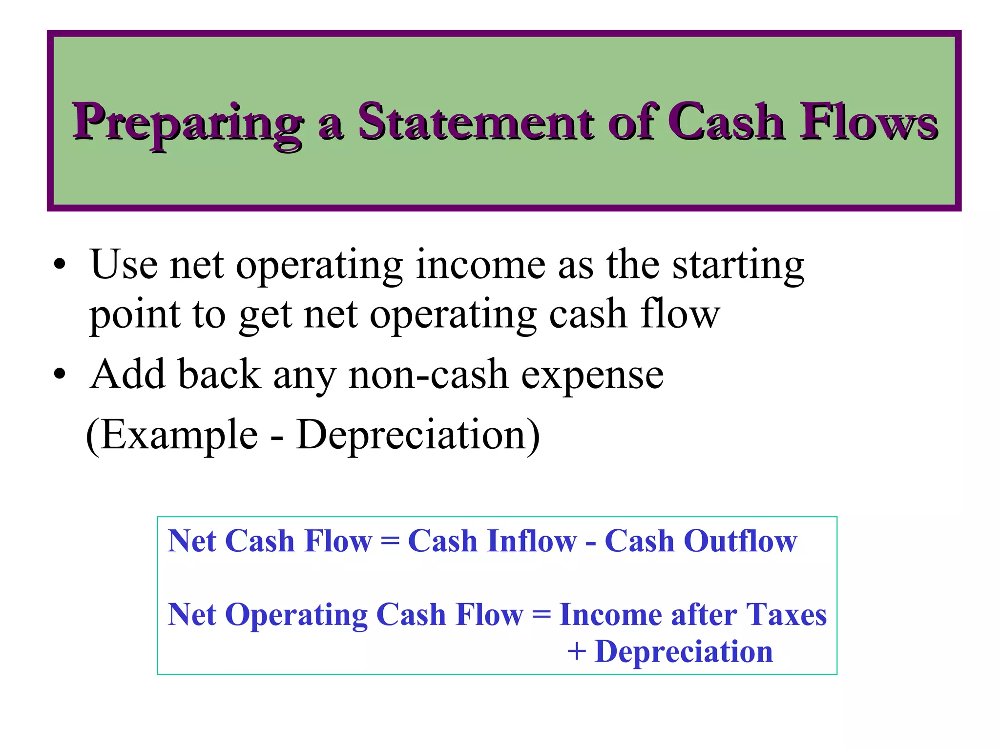 Preparing a Statement of Cash Flows
• Use net operating income as the starting
point to get net operating cash flow
• Add back any non-cash expense
(Example - Depreciation)
Net Cash Flow = Cash Inflow - Cash Outflow
Net Operating Cash Flow = Income after Taxes
+ Depreciation